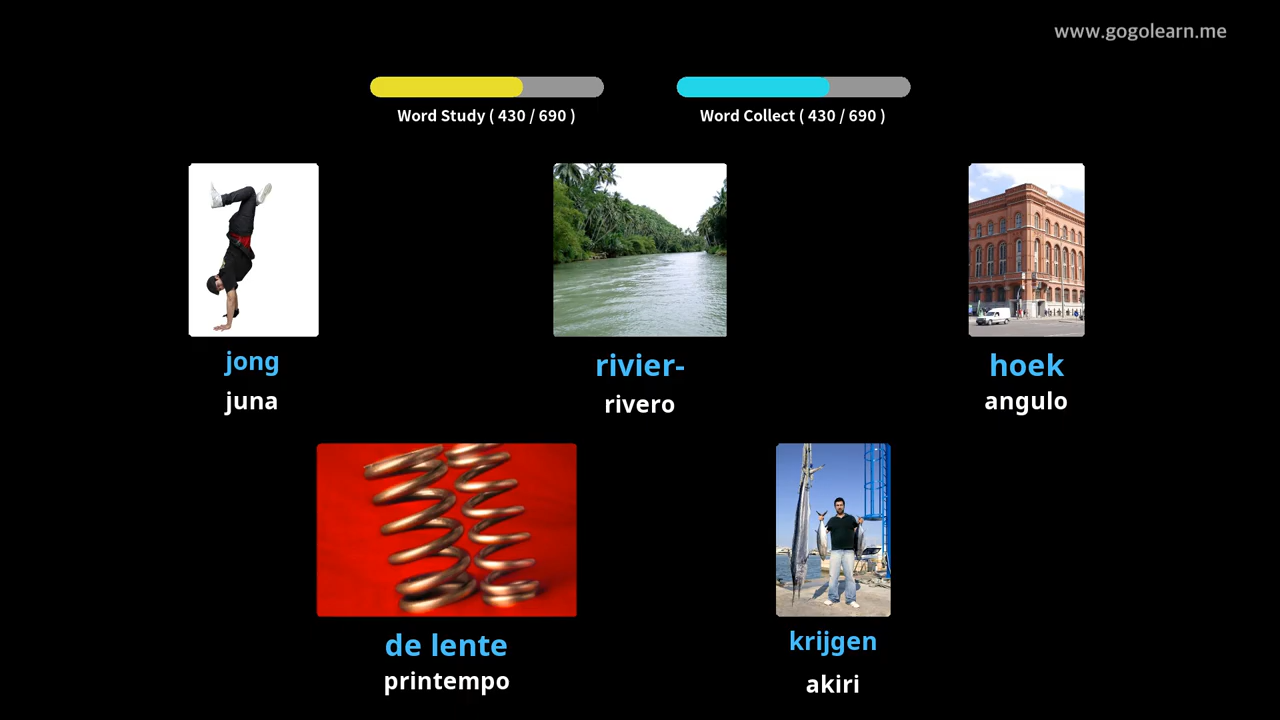 www.gogolearn.me
Word Study ( 430 / 690 )
Word Collect ( 430 / 690 )
jong
juna
rivier-
rivero
hoek
angulo
de lente
printempo
krijgen
akiri